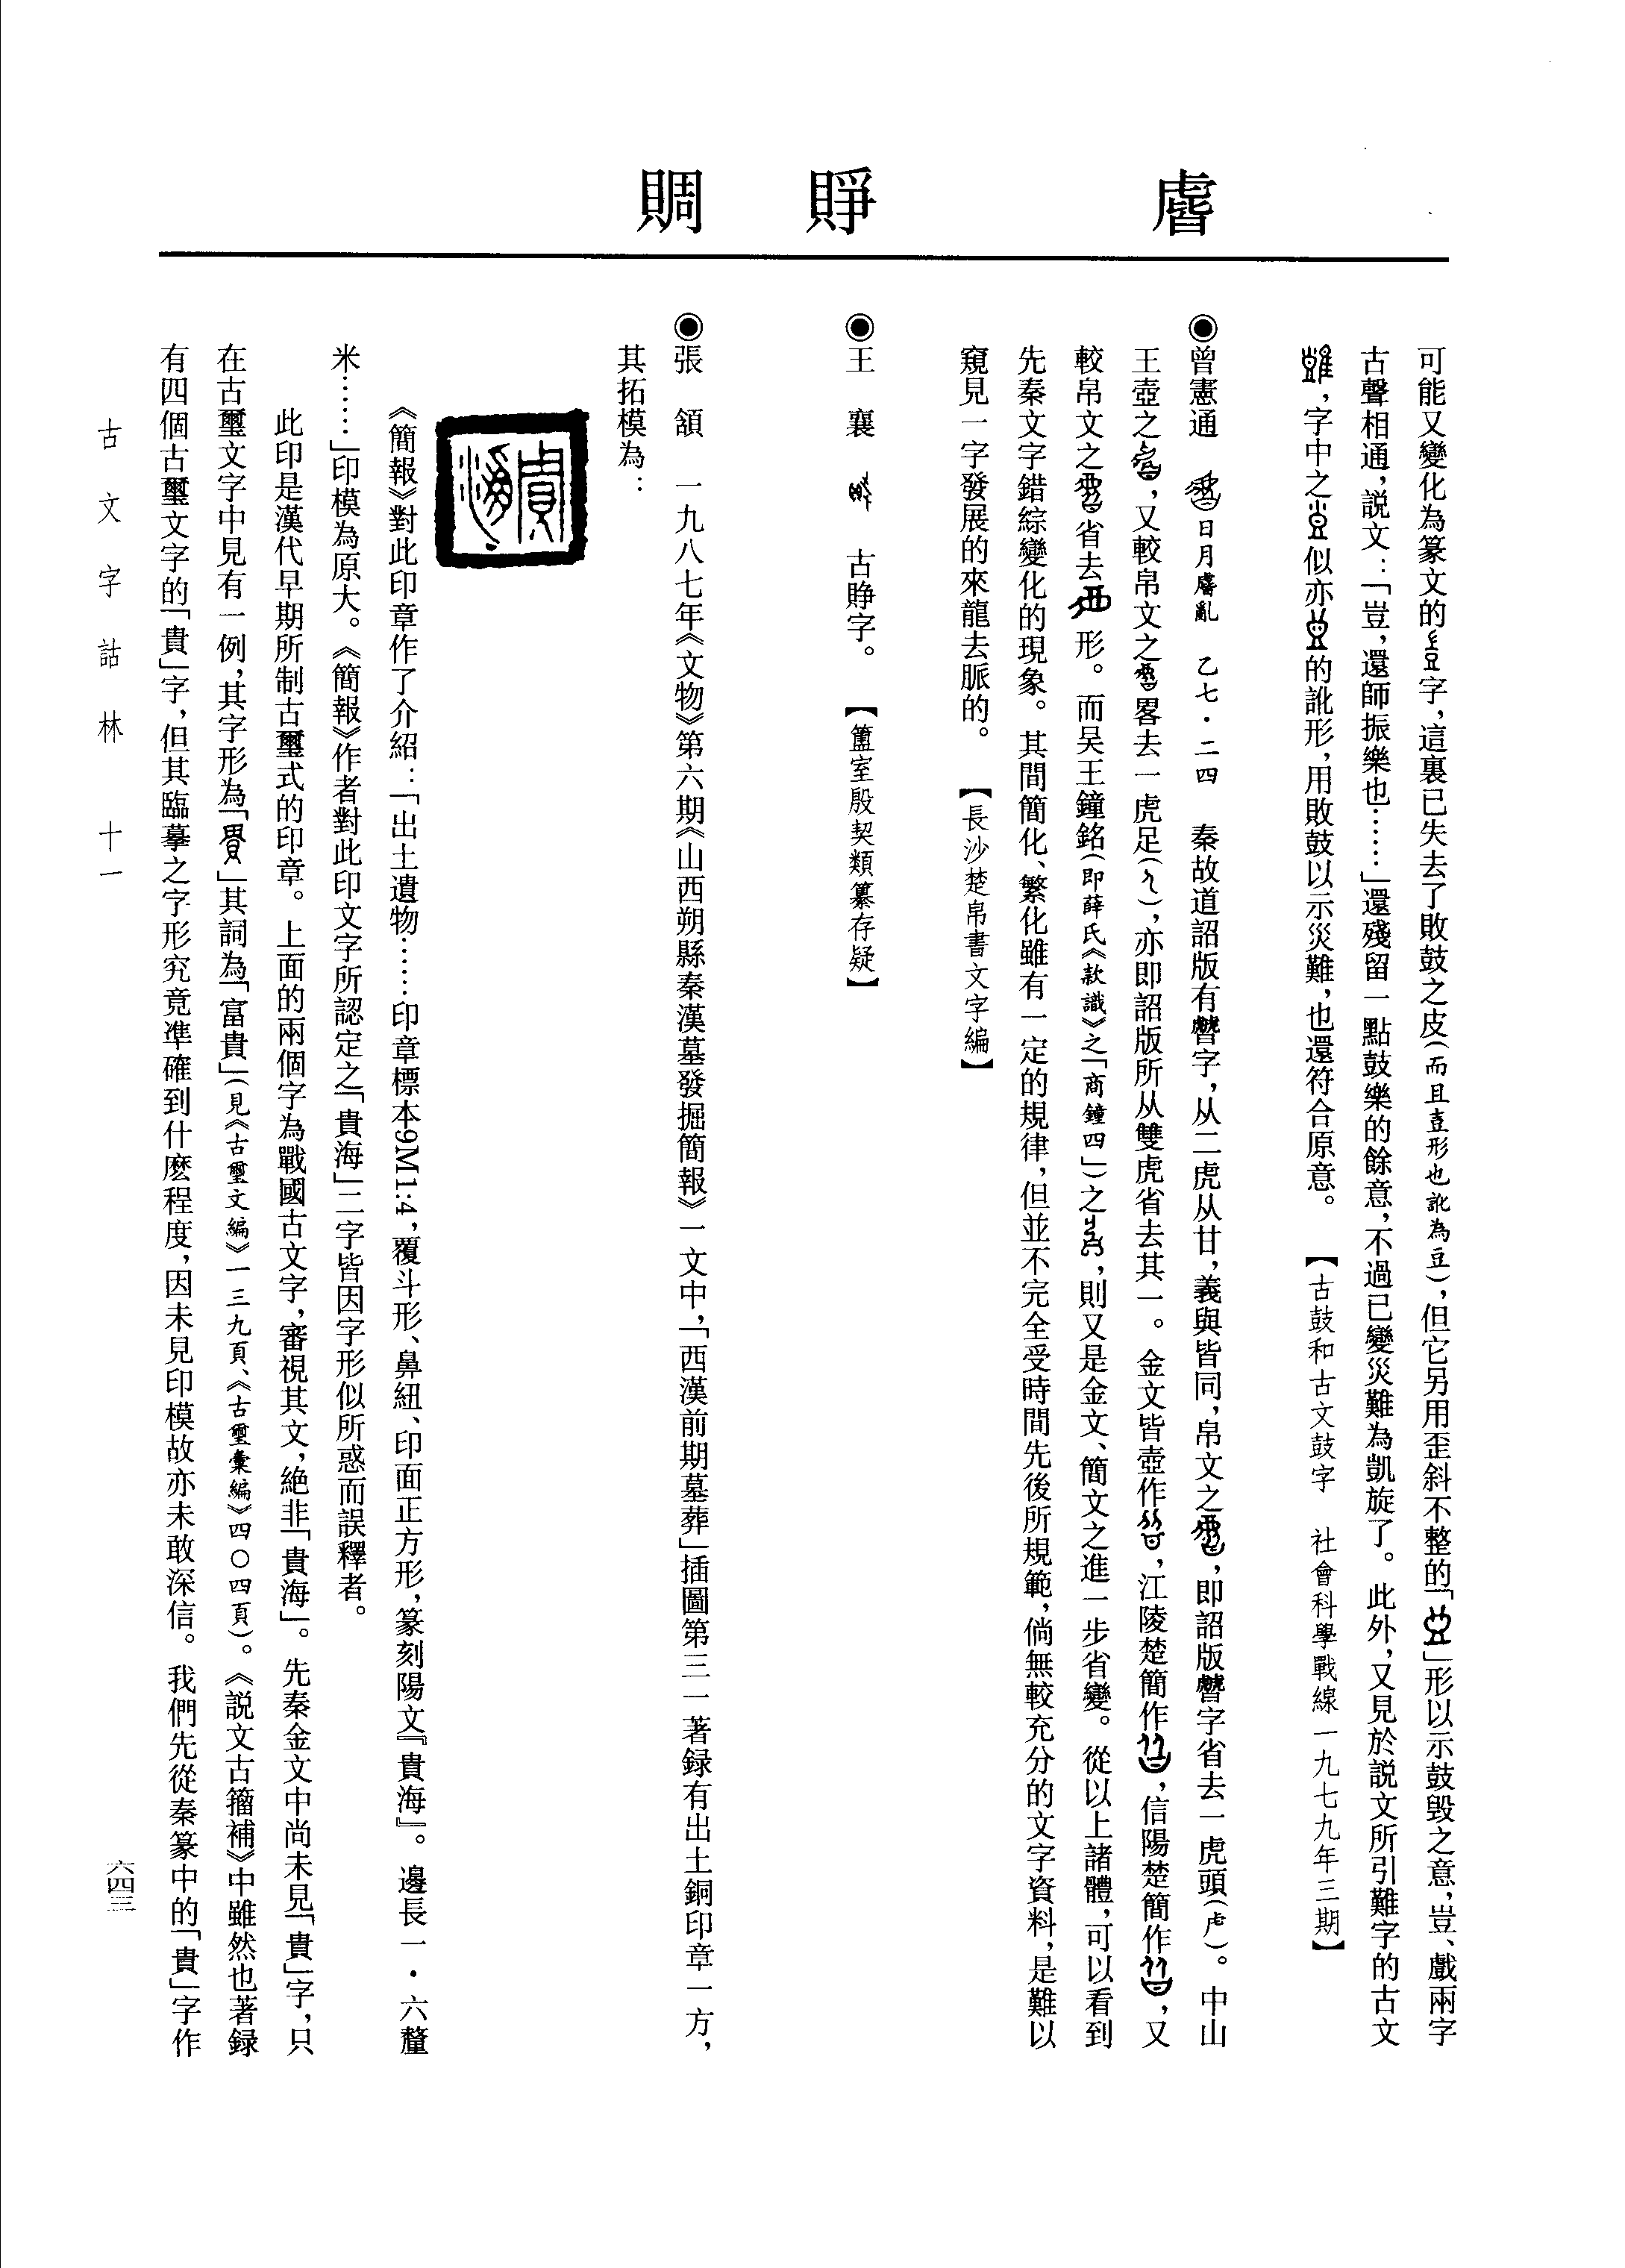 虘 睜 賙
可能又變化為篆文的豈字，這裏已失去了敗鼓之皮（而且壴形也訛為豆），但它另用歪斜不整的「」形以示鼓毀之意，豈、戲兩字
古聲相通，説文：「豈，還師振樂也……」還殘留一點鼓樂的餘意，不過已變災難為凱旋了。此外，又見於説文所引難字的古文
，字中之似亦的訛形，用敗鼓以示災難，也還符合原意。　【古鼓和古文鼓字　社會科學戰線一九七九年三期】
◉曾憲通　日月亂　乙七・二四　秦故道詔版有字，从二虎从甘，義與皆同，帛文之，即詔版字省去一虎頭（虍）。中山
王壺之，又較帛文之畧去一虎足（），亦即詔版所从雙虎省去其一。金文皆壺作，江陵楚簡作，信陽楚簡作，又
較帛文之省去形。而吴王鐘銘（即薛氏《款識》之「商鐘四」）之，則又是金文、簡文之進一步省變。從以上諸體，可以看到
先秦文字錯綜變化的現象。其間簡化、繁化雖有一定的規律，但並不完全受時間先後所規範，倘無較充分的文字資料，是難以
窺見一字發展的來龍去脈的。　【長沙楚帛書文字編】
◉王　襄　古睜字。　【簠室殷契類纂存疑】
◉張　頷　一九八七年《文物》第六期《山西朔縣秦漢墓發掘簡報》一文中，「西漢前期墓葬」插圖第三一著録有出土銅印章一方，
其拓模為：
《簡報》對此印章作了介紹：「出土遺物……印章標本9M1:4，覆斗形、鼻紐、印面正方形，篆刻陽文『貴海』。邊長一・六釐
米……」印模為原大。《簡報》作者對此印文字所認定之「貴海」二字皆因字形似所惑而誤釋者。
此印是漢代早期所制古璽式的印章。上面的兩個字為戰國古文字，審視其文，絶非「貴海」。先秦金文中尚未見「貴」字，只
在古璽文字中見有一例，其字形為「」其詞為「富貴」（見《古璽文編》一三九頁、《古璽彙編》四〇四頁）。《説文古籀補》中雖然也著録
有四個古璽文字的「貴」字，但其臨摹之字形究竟準確到什麽程度，因未見印模故亦未敢深信。我們先從秦篆中的「貴」字作
古文字詁林　十一
六四三